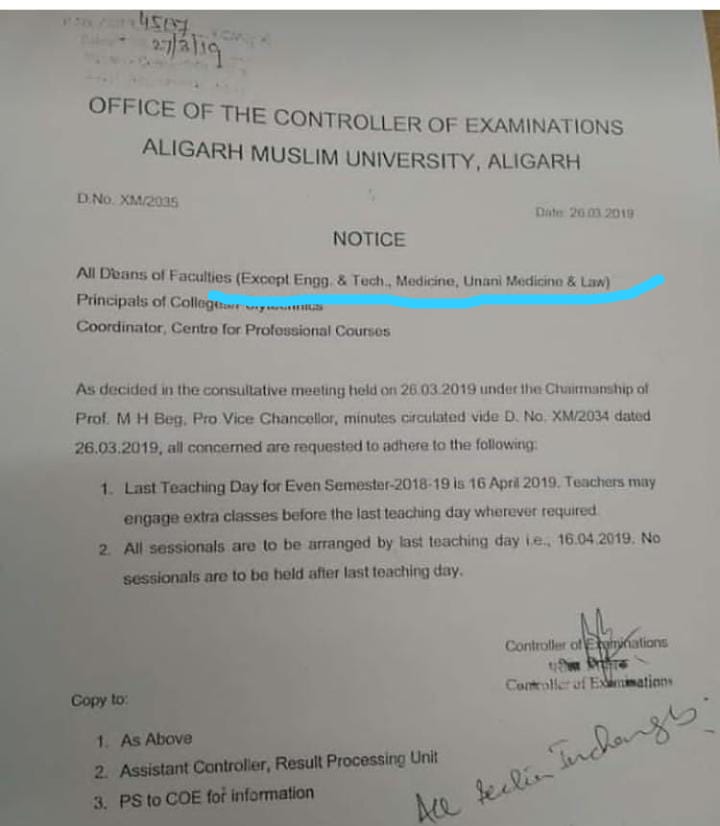 4507
27/3/19
OFFICE OF THE CONTROLLER OF EXAMINATIONS
ALIGARH MUSLIM UNIVERSITY, ALIGARH
D.No. XM/2035
Date: 26.03.2019
NOTICE
All Deans of Faculties (Except Engg. & Tech., Medicine, Unani Medicine & Law)
Principals of
Coordinator, Centre for Professional Courses
As decided in the consultative meeting held on 26.03.2019 under the Chairmanship of
Prof. M H Beg, Pro Vice Chancellor, minutes circulated vide D. No. XM/2034 dated
26.03.2019, all concerned are requested to adhere to the following:
1. Last Teaching Day for Even Semester-2018-19 is 16 April 2019. Teachers may
engage extra classes before the last teaching day wherever required.
2. All sessionals are to be arranged by last teaching day i.e., 16.04.2019. No
sessionals are to be held after last teaching day.
Controller of Examinations
परीक्षा नियंत्रक
Controller of Examinations
Copy to:
1. As Above
2. Assistant Controller, Result Processing Unit
3. PS to COE for information
All Section Incharges